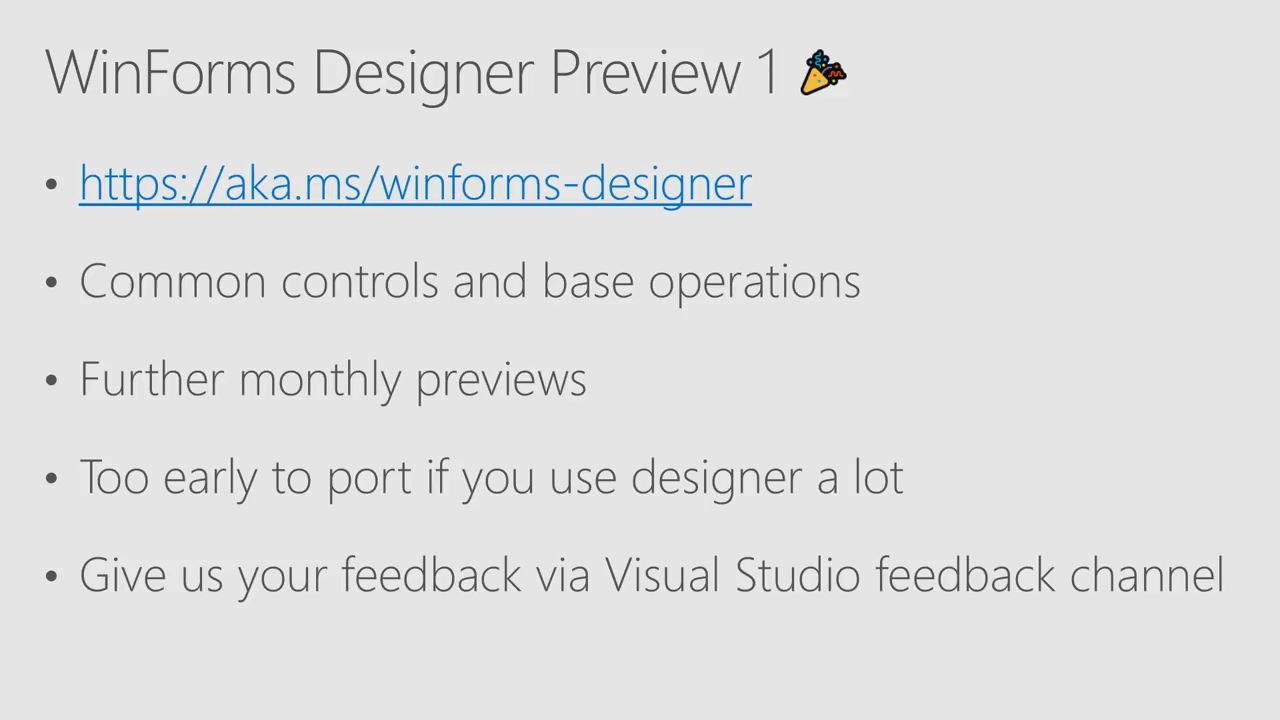 WinForms Designer Preview 1 🎉
• https://aka.ms/winforms-designer
• Common controls and base operations
• Further monthly previews
• Too early to port if you use designer a lot
• Give us your feedback via Visual Studio feedback channel